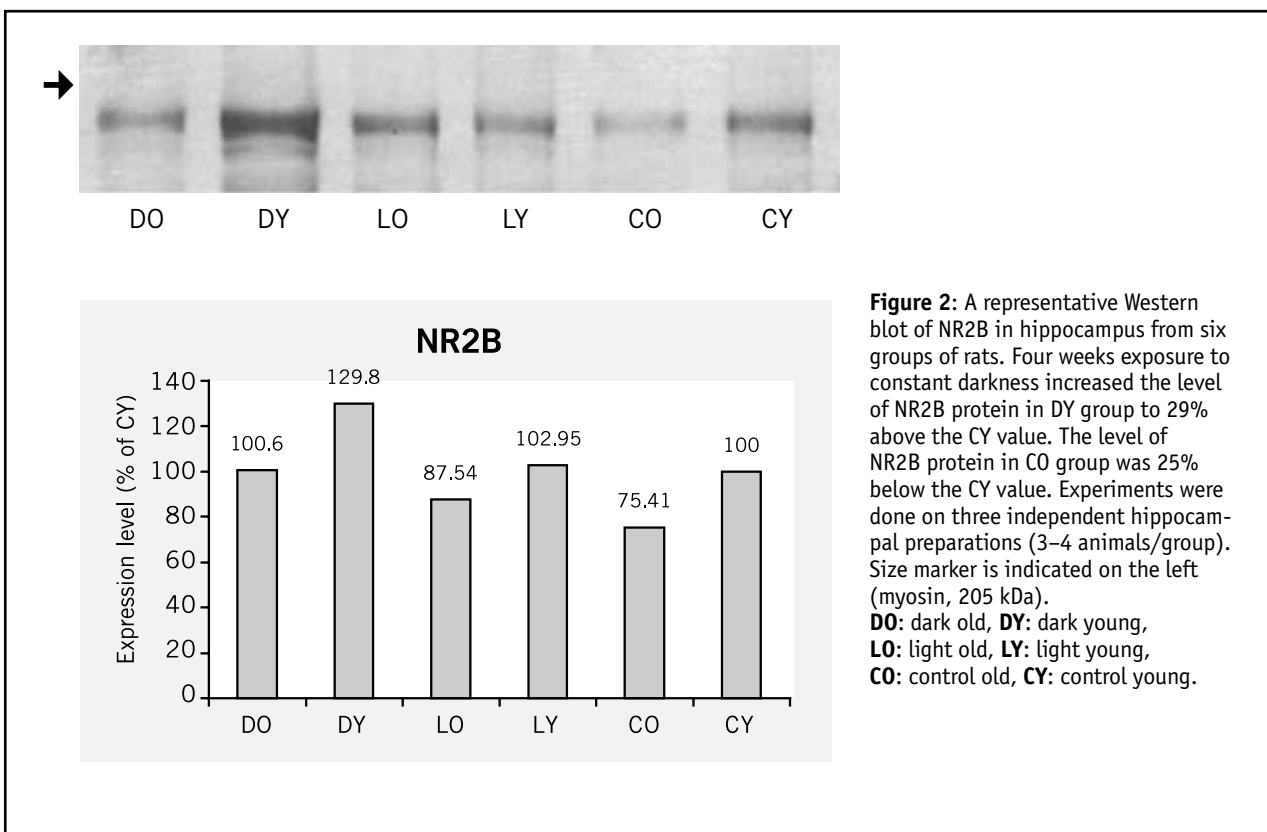 DO DY LO LY CO CY
NR2B
Expression level (% of CY)
140
120
100
80
60
40
20
0
100.6
129.8
87.54
102.95
75.41
100
DO DY LO LY CO CY
Figure 2: A representative Western
blot of NR2B in hippocampus from six
groups of rats. Four weeks exposure to
constant darkness increased the level
of NR2B protein in DY group to 29%
above the CY value. The level of
NR2B protein in CO group was 25%
below the CY value. Experiments were
done on three independent hippocam-
pal preparations (3–4 animals/group).
Size marker is indicated on the left
(myosin, 205 kDa).
DO: dark old, DY: dark young,
LO: light old, LY: light young,
CO: control old, CY: control young.